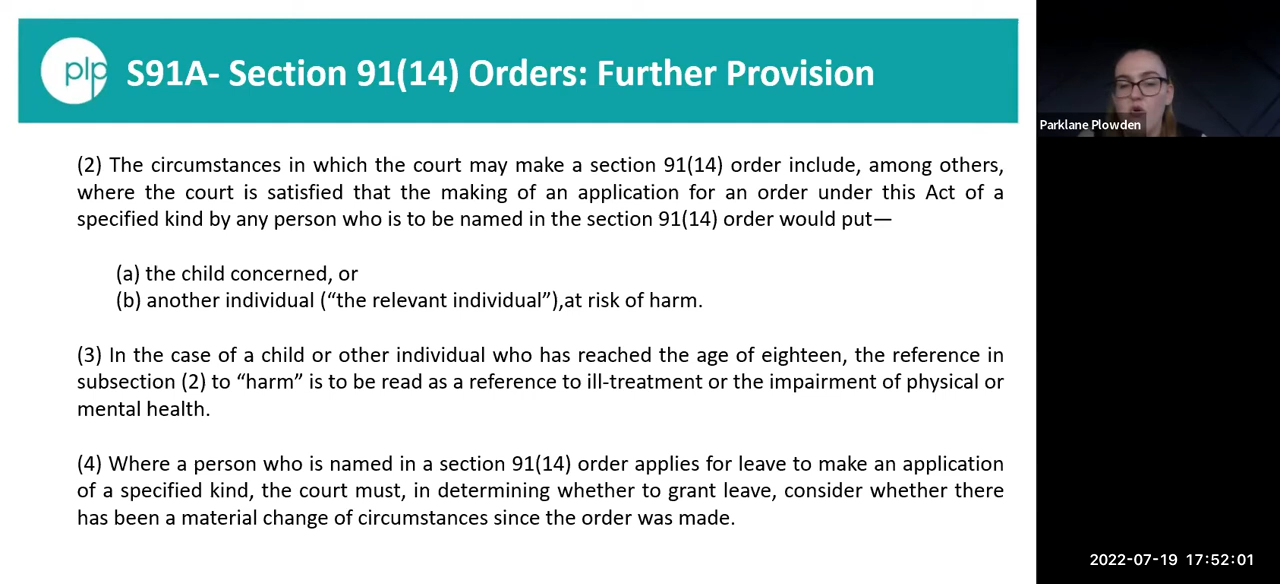 plp
S91A- Section 91(14) Orders: Further Provision
Parklane Plowden
(2) The circumstances in which the court may make a section 91(14) order include, among others,
where the court is satisfied that the making of an application for an order under this Act of a
specified kind by any person who is to be named in the section 91(14) order would put—
(a) the child concerned, or
(b) another individual (“the relevant individual”),at risk of harm.
(3) In the case of a child or other individual who has reached the age of eighteen, the reference in
subsection (2) to “harm” is to be read as a reference to ill-treatment or the impairment of physical or
mental health.
(4) Where a person who is named in a section 91(14) order applies for leave to make an application
of a specified kind, the court must, in determining whether to grant leave, consider whether there
has been a material change of circumstances since the order was made.
2022-07-19 17:52:01